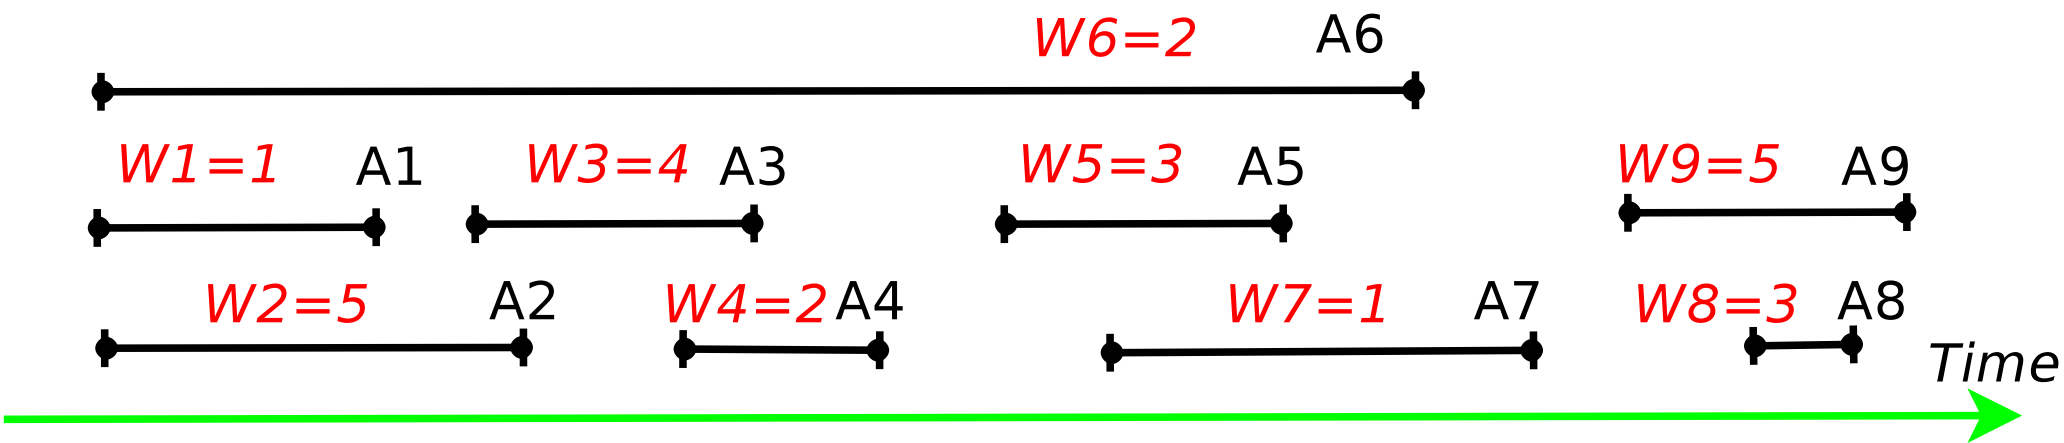 W6=2 A6
W1=1 A1 W3=4 A3 W5=3 A5 W9=5 A9
W2=5 A2 W4=2 A4 W7=1 A7 W8=3 A8
Time